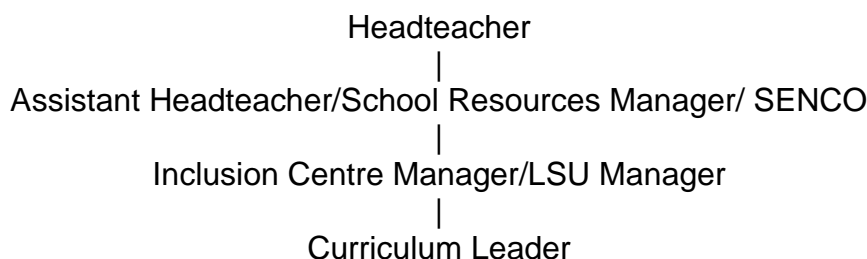 Headteacher
|
Assistant Headteacher/School Resources Manager/ SENCO
|
Inclusion Centre Manager/LSU Manager
|
Curriculum Leader